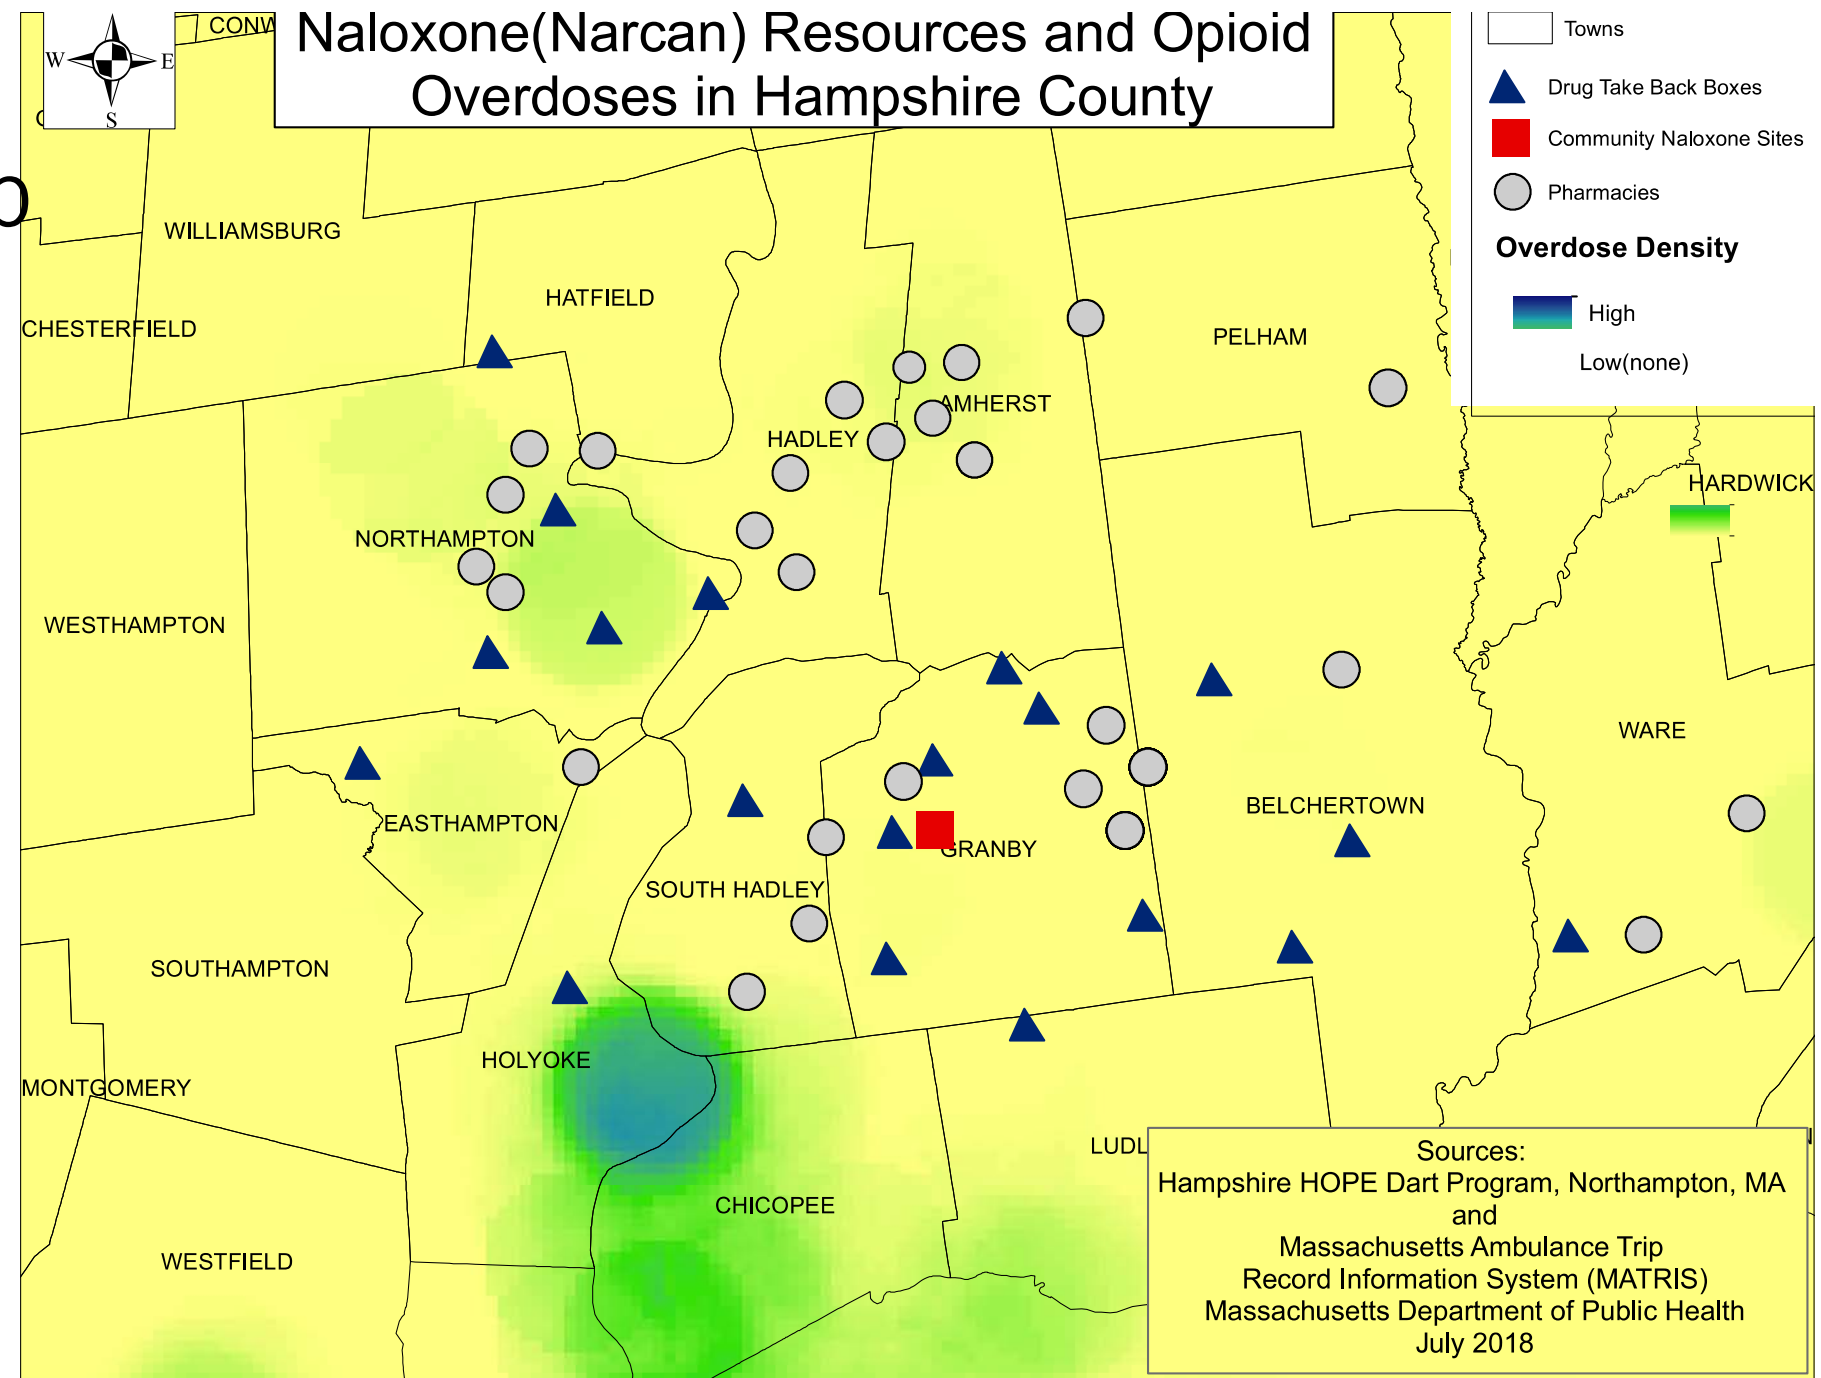 Naloxone(Narcan) Resources and Opioid
Overdoses in Hampshire County
W
E
S
Towns
Drug Take Back Boxes
Community Naloxone Sites
Pharmacies
Overdose Density
High
Low(none)
CONW
WILLIAMSBURG
HATFIELD
CHESTERFIELD
PELHAM
AMHERST
HADLEY
HARDWICK
NORTHAMPTON
WESTHAMPTON
WARE
BELCHERTOWN
EASTHAMPTON
GRANBY
SOUTH HADLEY
SOUTHAMPTON
HOLYOKE
MONTGOMERY
LUDL
CHICOPEE
WESTFIELD
Sources:
Hampshire HOPE Dart Program, Northampton, MA
and
Massachusetts Ambulance Trip
Record Information System (MATRIS)
Massachusetts Department of Public Health
July 2018